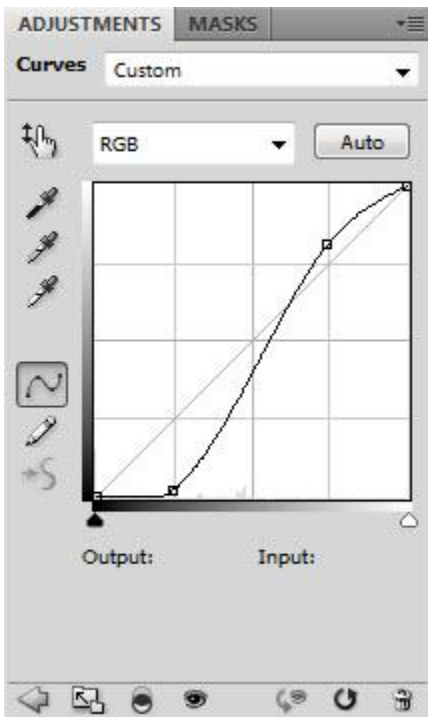 ADJUSTMENTS MASKS
Curves Custom
RGB Auto
Output: Input: